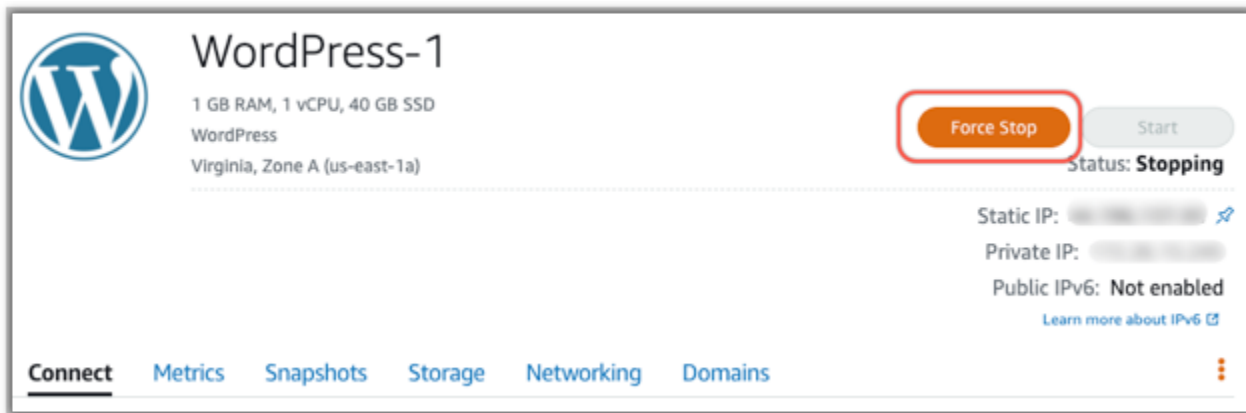 WordPress-1
1 GB RAM, 1 vCPU, 40 GB SSD
WordPress
Virginia, Zone A (us-east-1a)
Force Stop
Start
Status: Stopping
Static IP:
Private IP:
Public IPv6: Not enabled
Learn more about IPv6
Connect Metrics Snapshots Storage Networking Domains